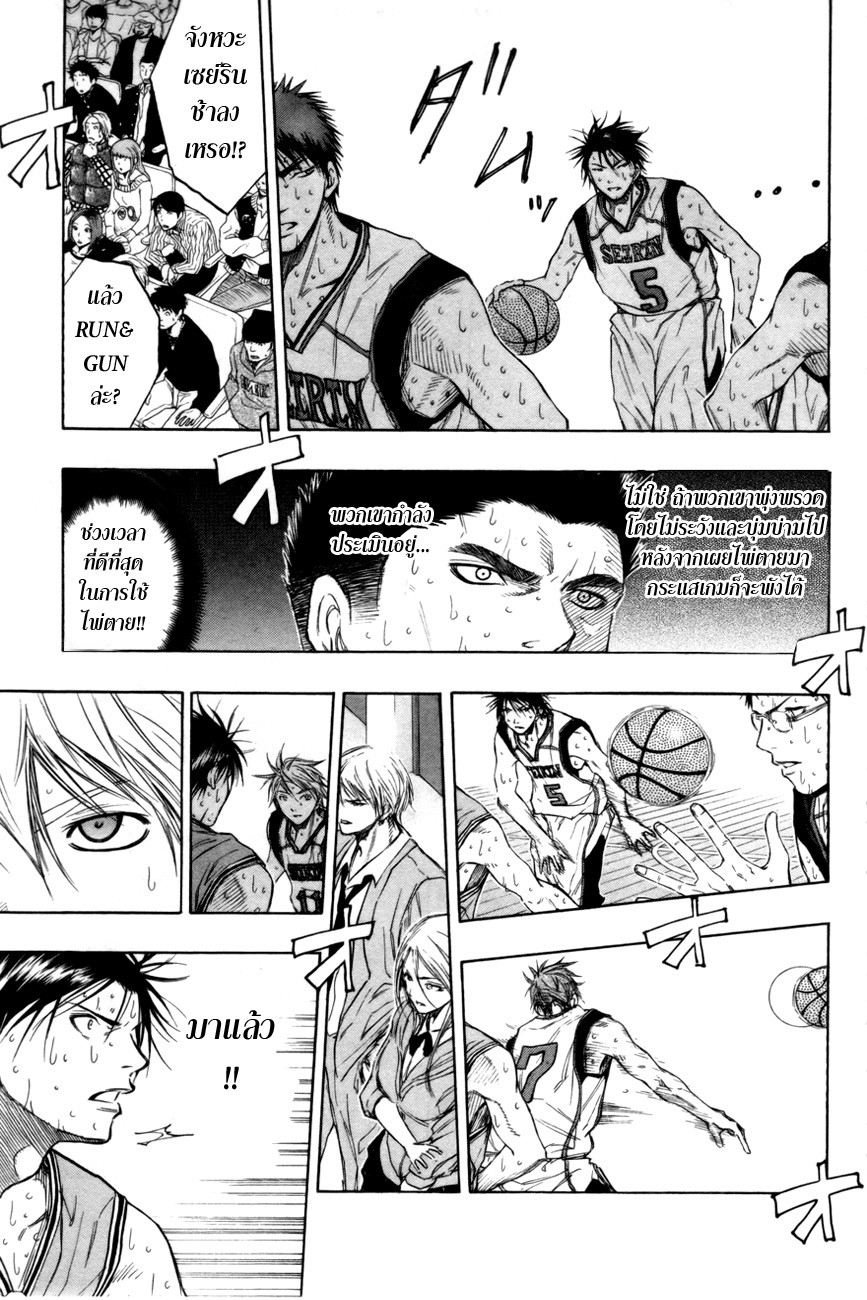 ダムッ
...
SEIRIN
5
SEIRIN
จังหวะ
เซย์ริน
ช้าลง
เหรอ!?
オ
แล้ว
RUN&
GUN
ล่ะ?
オ
ไม่ใช่ ถ้าพวกเขาพุ่งพรวด
โดยไม่ระวังและบุ่มบ่ามไป
หลังจากเผยไพ่ตายมา
กระแสเกมก็จะพังได้
พวกเขากำลัง
ประเมินอยู่...
ช่วงเวลา
ที่ดีที่สุด
ในการใช้
ไพ่ตาย!!
オ
SEIRIN
5
SEIRIN
11
オ
オ
7
オ
มาแล้ว
!!